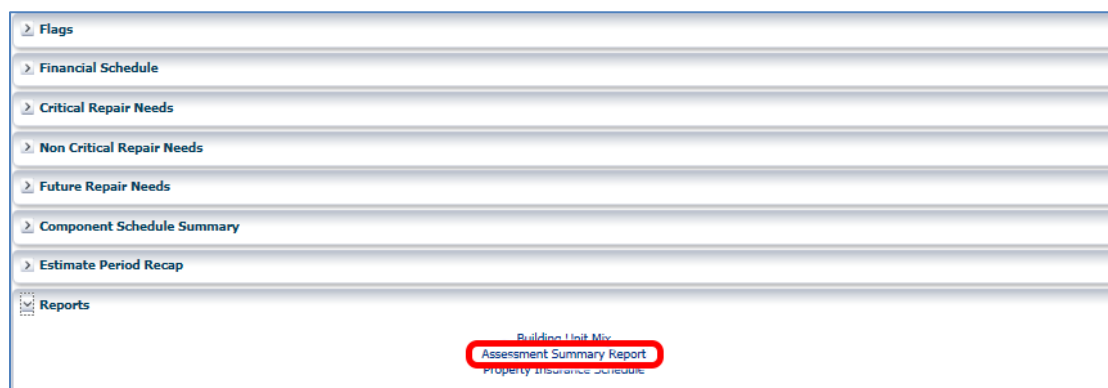 Flags
Financial Schedule
Critical Repair Needs
Non Critical Repair Needs
Future Repair Needs
Component Schedule Summary
Estimate Period Recap
Reports
Building Unit Mix
Assessment Summary Report
Property Insurance Schedule